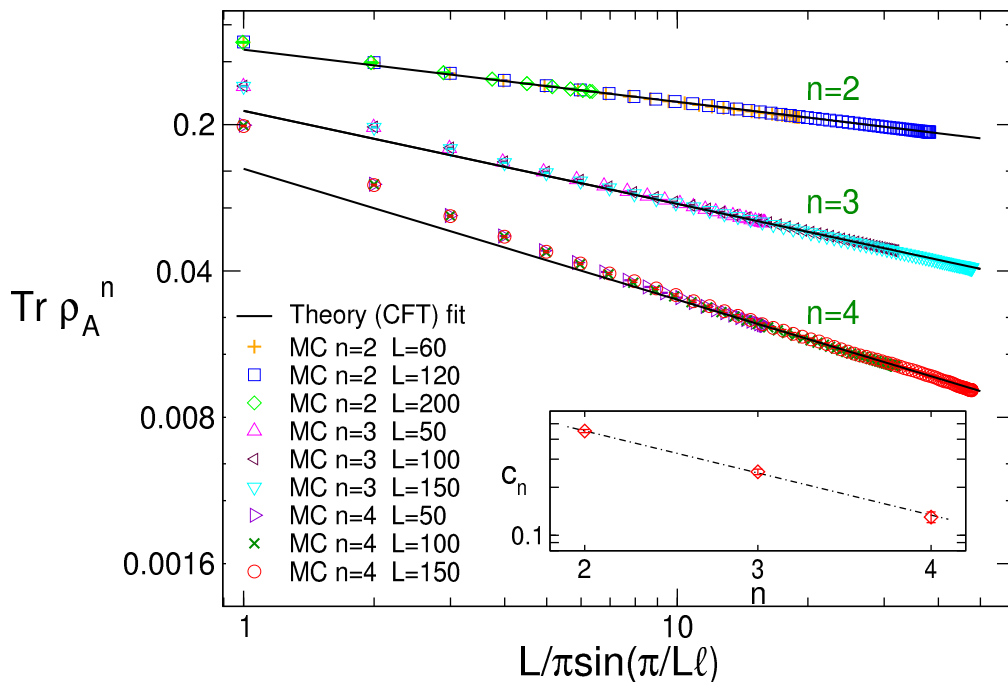 n=2
0.2
n=3
0.04
Tr ρ_A^n
n=4
Theory (CFT) fit
MC n=2 L=60
MC n=2 L=120
MC n=2 L=200
MC n=3 L=50
MC n=3 L=100
MC n=3 L=150
MC n=4 L=50
MC n=4 L=100
MC n=4 L=150
0.008
c_n
0.1
2
3
4
n
0.0016
1
10
L/πsin(π/Lℓ)